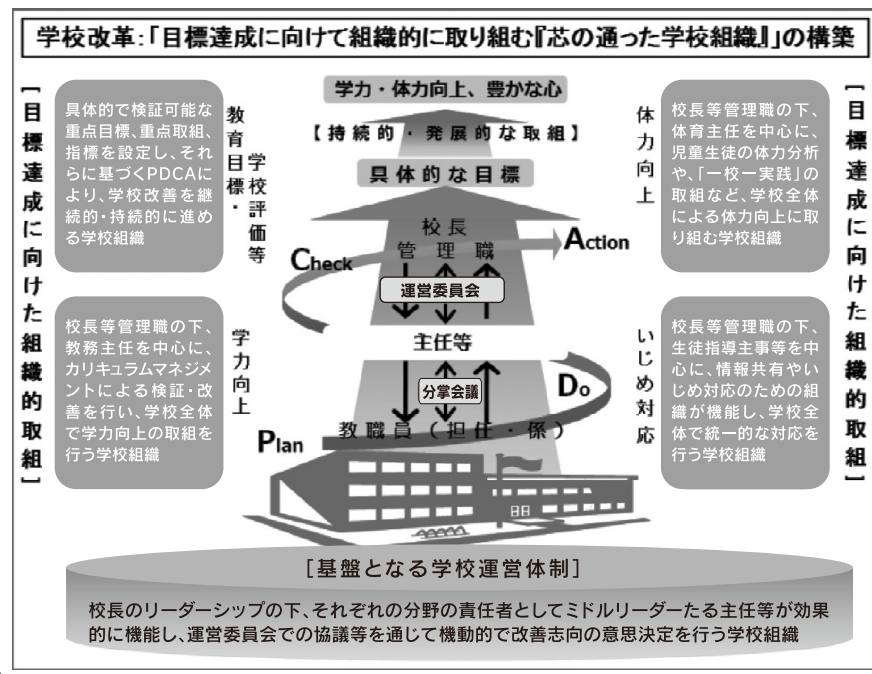 学校改革：「目標達成に向けて組織的に取り組む『芯の通った学校組織』」の構築
［目標達成に向けた組織的取組］
具体的で検証可能な
重点目標、重点取組、
指標を設定し、それ
らに基づくPDCAに
より、学校改善を継
続的・持続的に進め
る学校組織
教育目標・
学校評価等
校長等管理職の下、
教務主任を中心に、
カリキュラムマネジメ
ントによる検証・改
善を行い、学校全体
で学力向上の取組を
行う学校組織
学力向上
学力・体力向上、豊かな心
【持続的・発展的な取組】
具体的な目標
校長
管理職
Check
Action
運営委員会
主任等
分掌会議
Do
教職員（担任・係）
Plan
体力向上
校長等管理職の下、
体育主任を中心に、
児童生徒の体力分析
や、「一校一実践」の
取組など、学校全体
による体力向上に取
り組む学校組織
いじめ対応
校長等管理職の下、
生徒指導主事等を中
心に、情報共有やい
じめ対応のための組
織が機能し、学校全
体で統一的な対応を
行う学校組織
［目標達成に向けた組織的取組］
［基盤となる学校運営体制］
校長のリーダーシップの下、それぞれの分野の責任者としてミドルリーダーたる主任等が効果
的に機能し、運営委員会での協議等を通じて機動的で改善志向の意思決定を行う学校組織